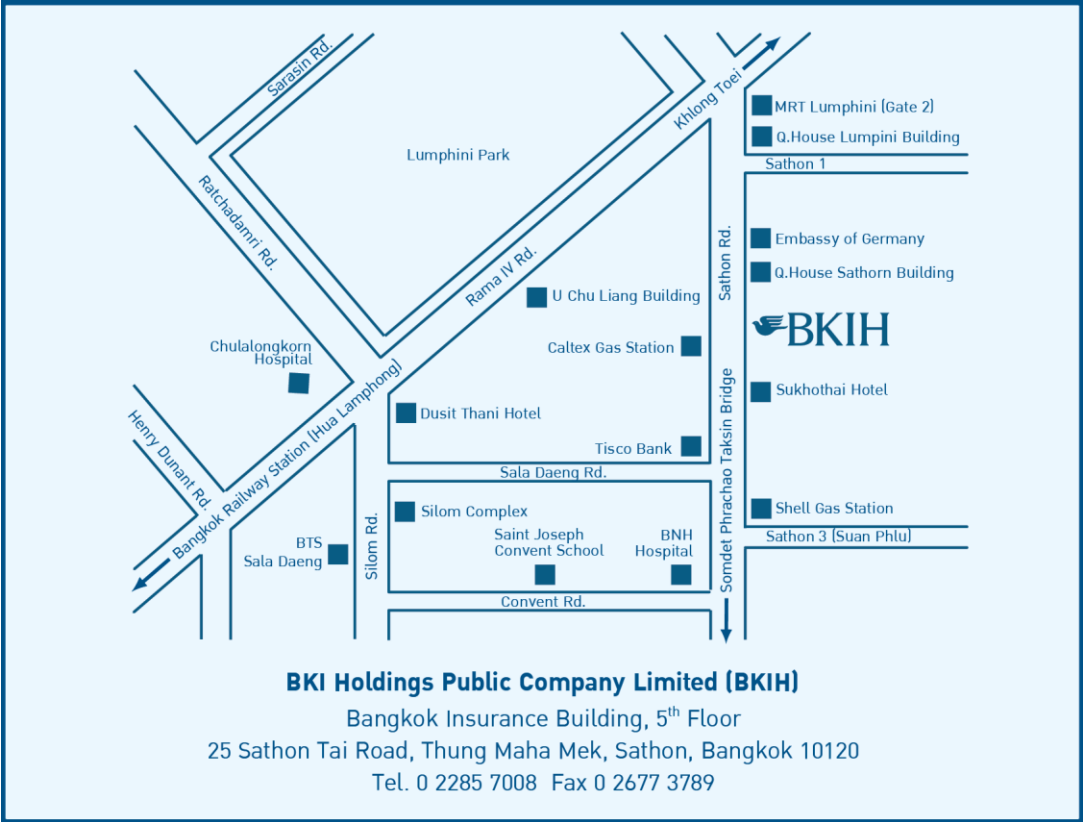 Sarasin Rd.
Khlong Toei
MRT Lumphini (Gate 2)
Q.House Lumpini Building
Lumphini Park
Sathon 1
Ratchadamri Rd.
Rama IV Rd.
Sathon Rd.
Embassy of Germany
Q.House Sathorn Building
U Chu Liang Building
BKIH
Chulalongkorn
Hospital
Caltex Gas Station
Sukhothai Hotel
Henry Dunant Rd.
Bangkok Railway Station (Hua Lamphong)
Dusit Thani Hotel
Tisco Bank
Somdet Phrachao Taksin Bridge
Sala Daeng Rd.
Silom Complex
Shell Gas Station
Silom Rd.
Saint Joseph
Convent School
BNH
Hospital
Sathon 3 (Suan Phlu)
BTS
Sala Daeng
Convent Rd.
BKI Holdings Public Company Limited (BKIH)
Bangkok Insurance Building, 5th Floor
25 Sathon Tai Road, Thung Maha Mek, Sathon, Bangkok 10120
Tel. 0 2285 7008 Fax 0 2677 3789